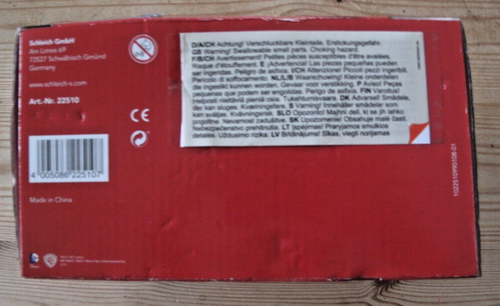 Schleich GmbH
Am Limes 69
73527 Schwäbisch Gmünd
Germany
www.schleich-s.com
Art.-Nr. 22510
CE
4 005086 225107
Made in China
D/A/CH Achtung! Verschluckbare Kleinteile. Erstickungsgefahr.
GB Warning! Swallowable small parts. Choking hazard.
F/B/CH Avertissement! Petites pièces susceptibles d'être avalées.
Risque d'étouffement. E ¡Advertencia! Las piezas pequeñas pueden
ser ingeridas. Peligro de asfixia. I/CH Attenzione! Piccoli pezzi ingeribili.
Pericolo di soffocamento. NL/L/B Waarschuwing! Kleine onderdelen
kunnen worden ingeslikt. Gevaar voor verstikking. P Aviso! Peças
pequenas que podem ser engolidas. Perigo de asfixia. FIN Varoitus!
nieltäviä pieniä osia. Tukehtumisvaara. DK Advarsel! Smådele,
der kan sluges. Kvælningsfare. S Varning! Innehåller smådelar som
kan sväljas. Kvävningsrisk. SLO Opozorilo! Majhni deli, ki se jih lahko
pogoltne. Nevarnost zadušitve. SK Upozornenie! Obsahuje malé časti.
Nebezpečenstvo prehltnutia. LT Įspėjimas! Praryjamos smulkios
detalės. Uždusimo rizika. LV Brīdinājums! Sīkas, viegli norijamas
1022510990108-01
DC
WB